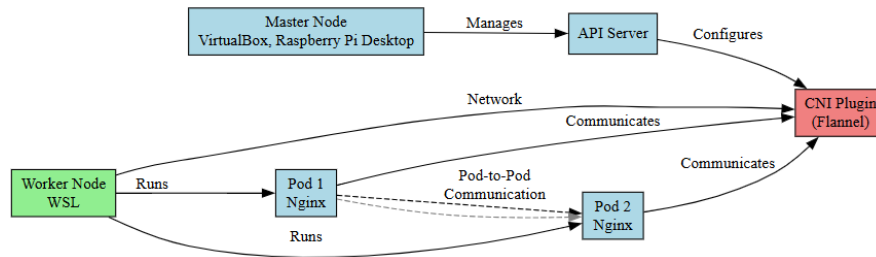 Master Node
VirtualBox, Raspberry Pi Desktop
Manages
API Server
Configures
CNI Plugin
(Flannel)
Network
Communicates
Worker Node
WSL
Runs
Pod 1
Nginx
Pod-to-Pod
Communication
Communicates
Pod 2
Nginx
Runs